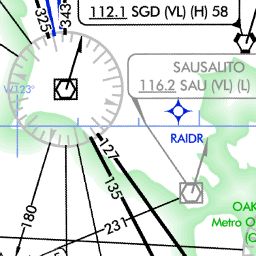 325
343
112.1 SGD (VL) (H) 58
SAUSALITO
116.2 SAU (VL) (L)
W123°
RAIDR
127
135
180
231
OAK
Metro O